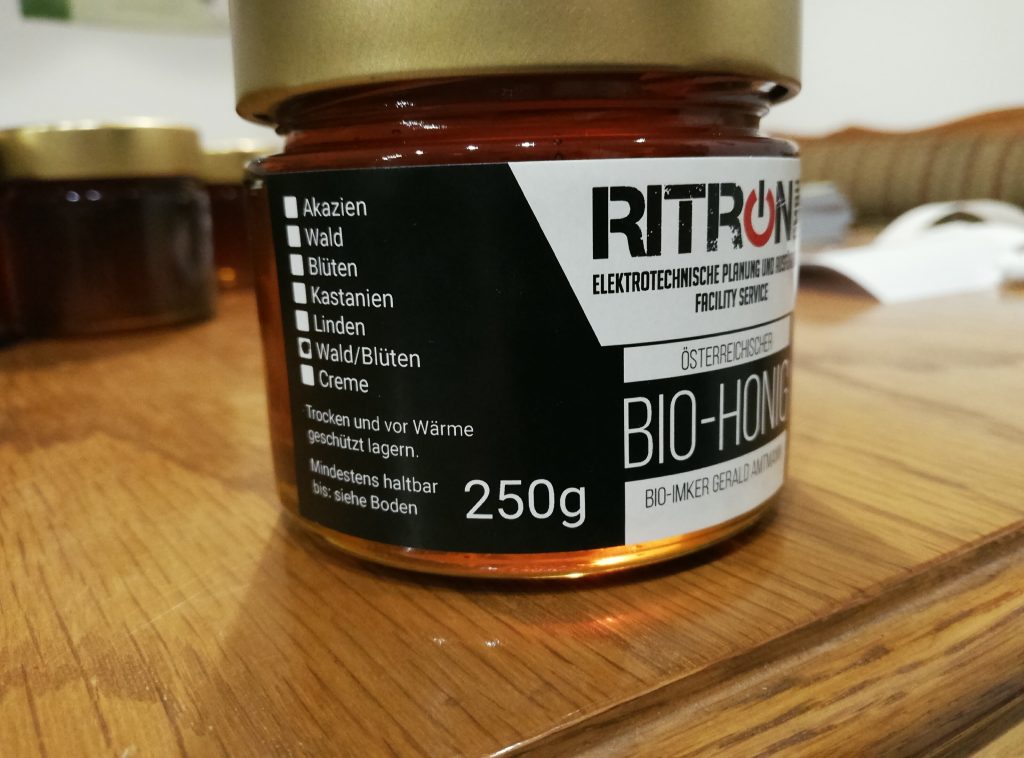 Akazien
Wald
Blüten
Kastanien
Linden
Wald/Blüten
Creme
Trocken und vor Wärme
geschützt lagern.
Mindestens haltbar
bis: siehe Boden
250g
RITRON
ELEKTROTECHNISCHE PLANUNG UND
FACILITY SERVICE
ÖSTERREICHISCHER
BIO-HONIG
BIO-IMKER GERALD AMTMANN